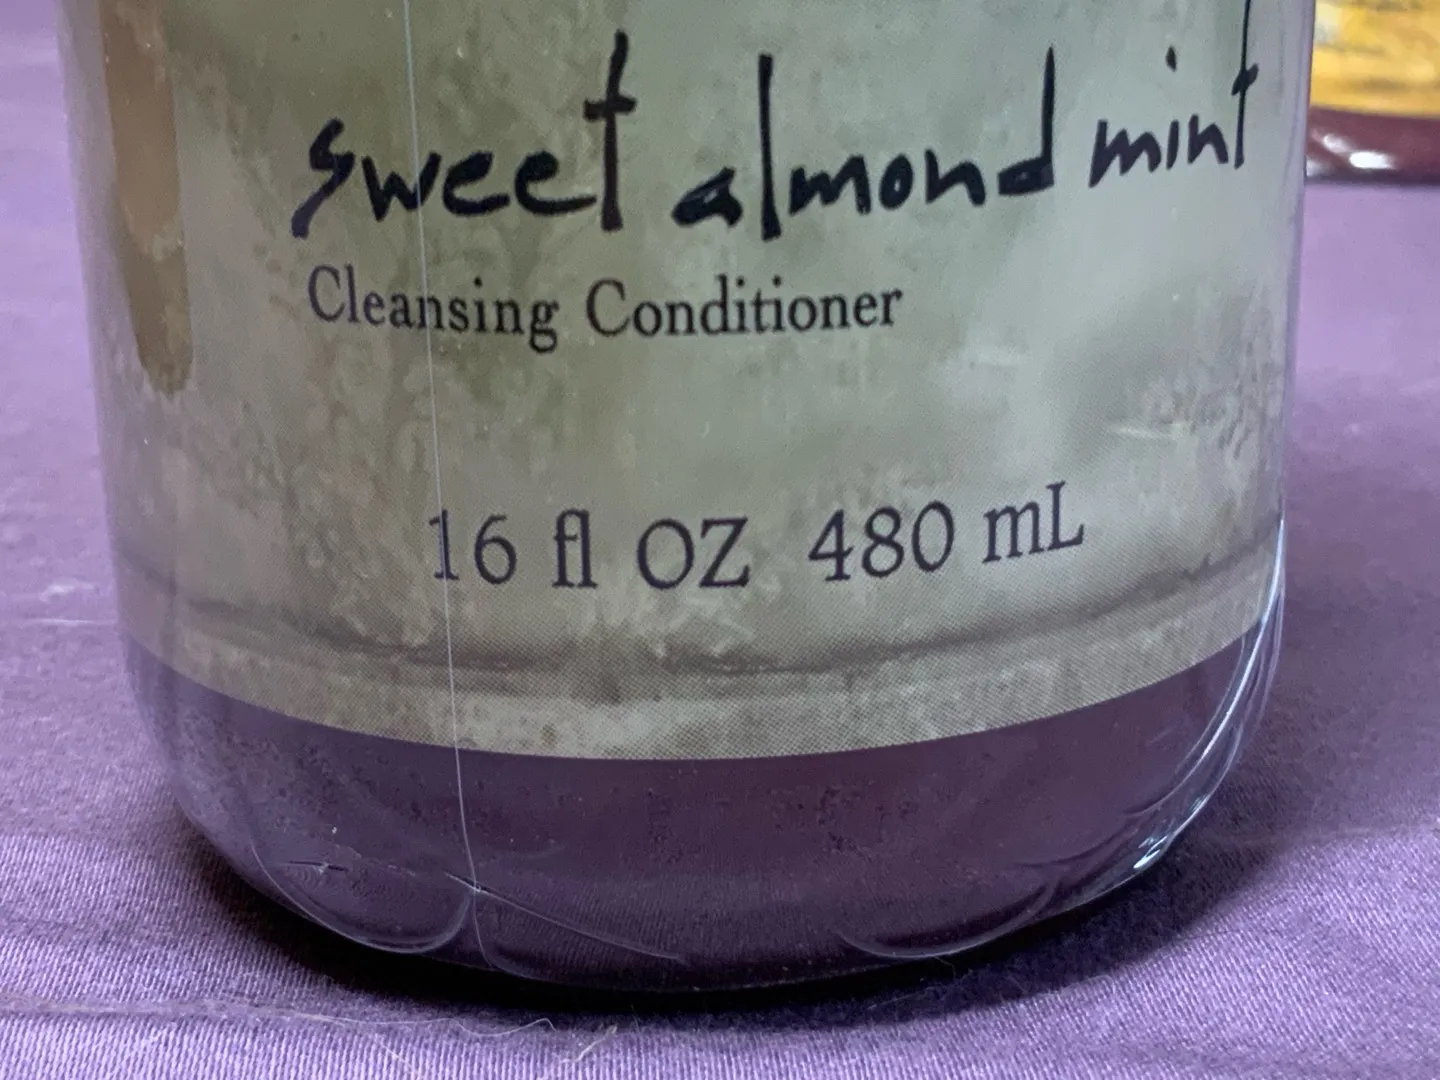 sweet almond mint
Cleansing Conditioner
16 fl OZ 480 mL